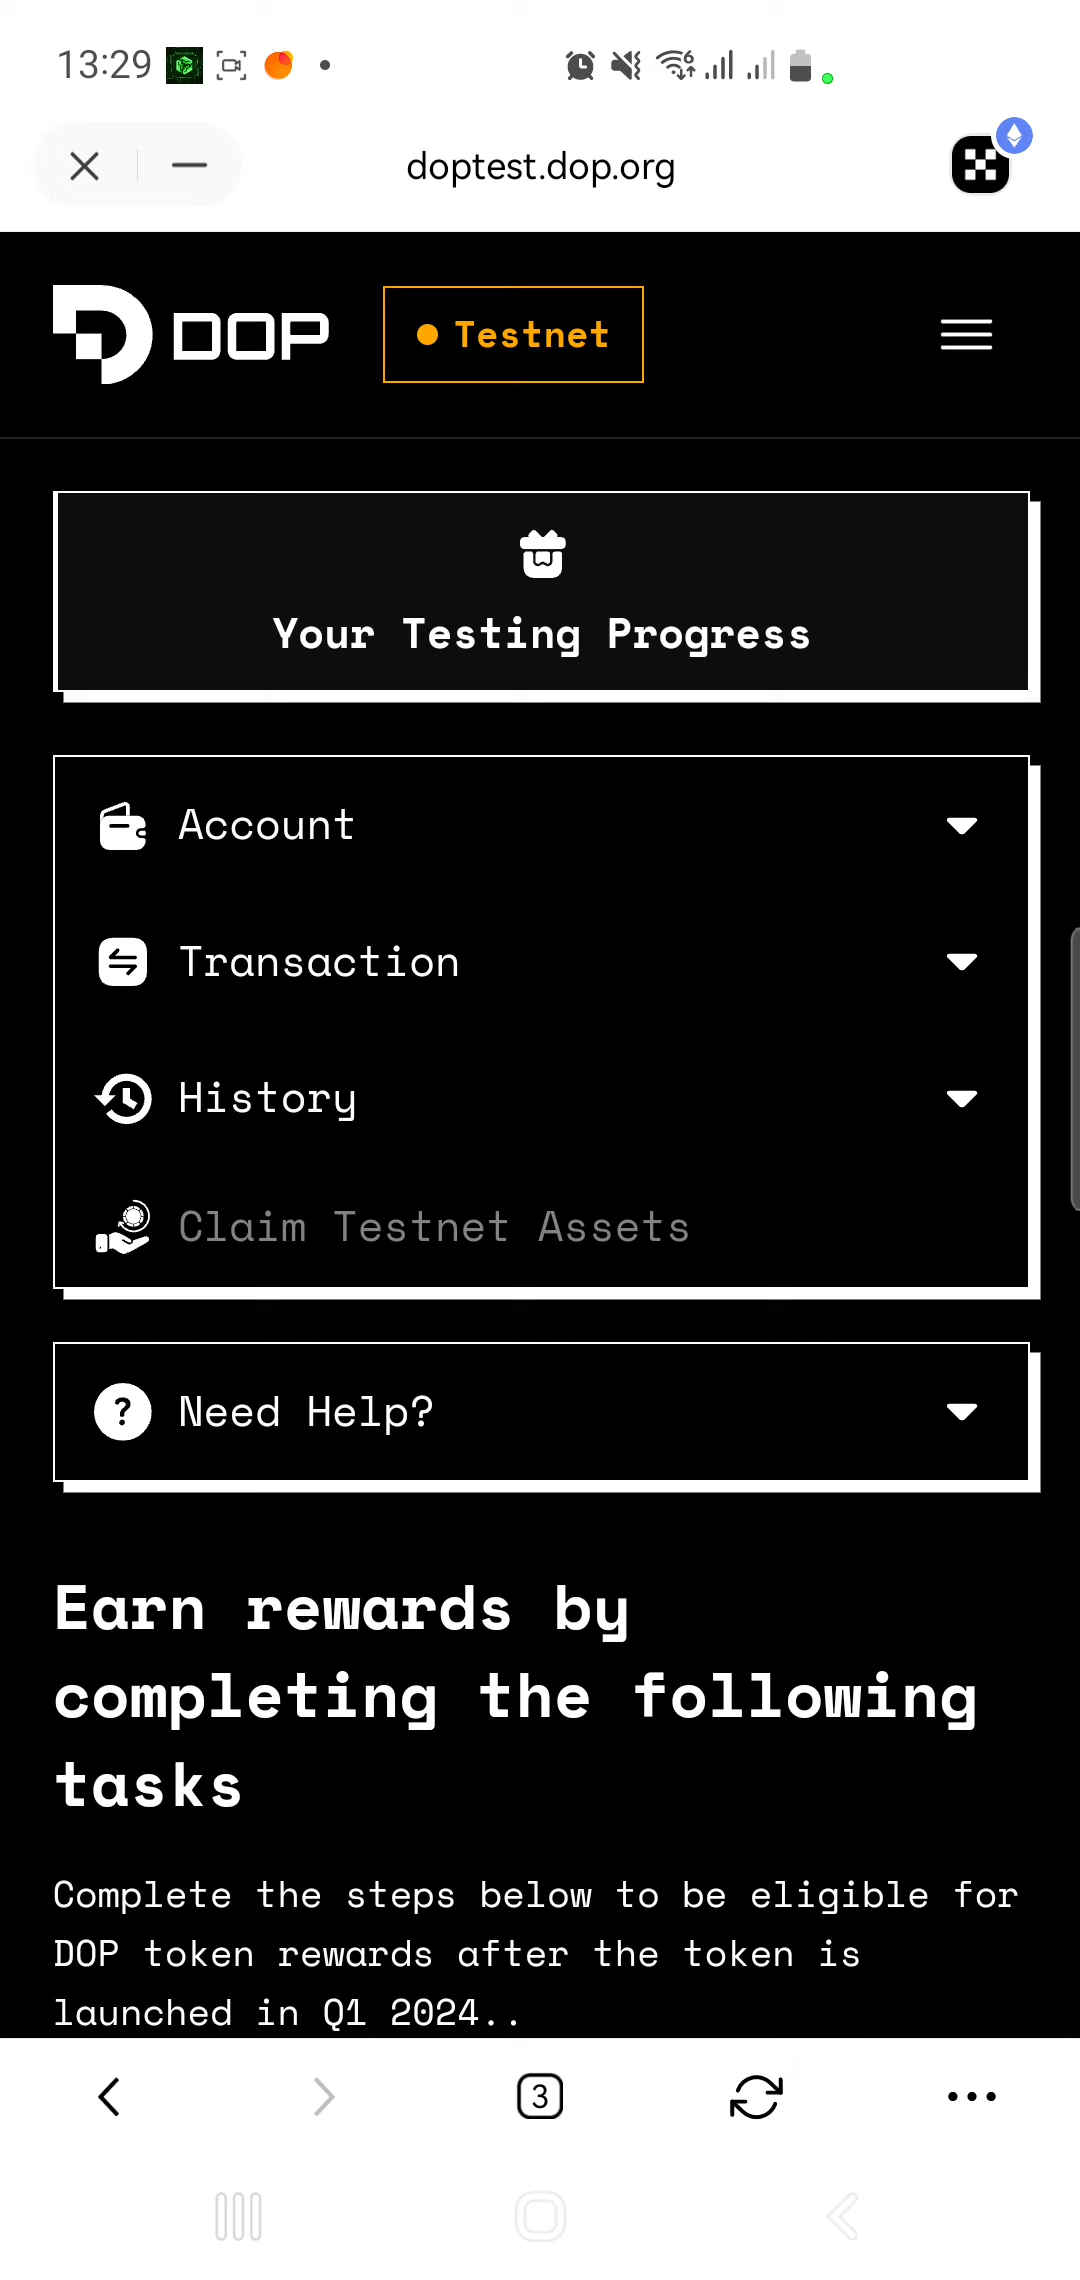 13:29
doptest.dop.org
DOP
Testnet
Your Testing Progress
Account
Transaction
History
Claim Testnet Assets
? Need Help?
Earn rewards by
completing the following
tasks
Complete the steps below to be eligible for
DOP token rewards after the token is
launched in Q1 2024..
3